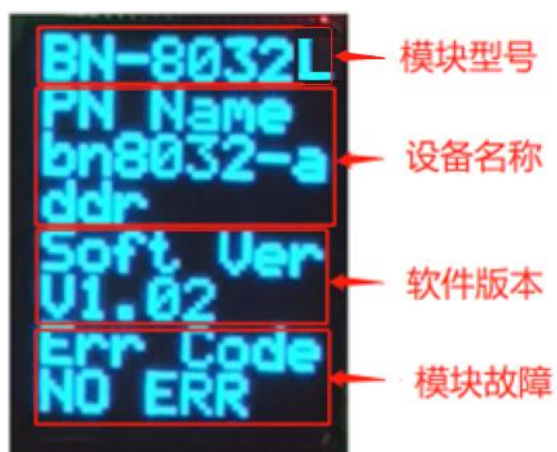 BN-8032L
模块型号
PN Name
bn8032-a
ddr
设备名称
Soft Ver
V1.02
软件版本
Err Code
NO ERR
模块故障